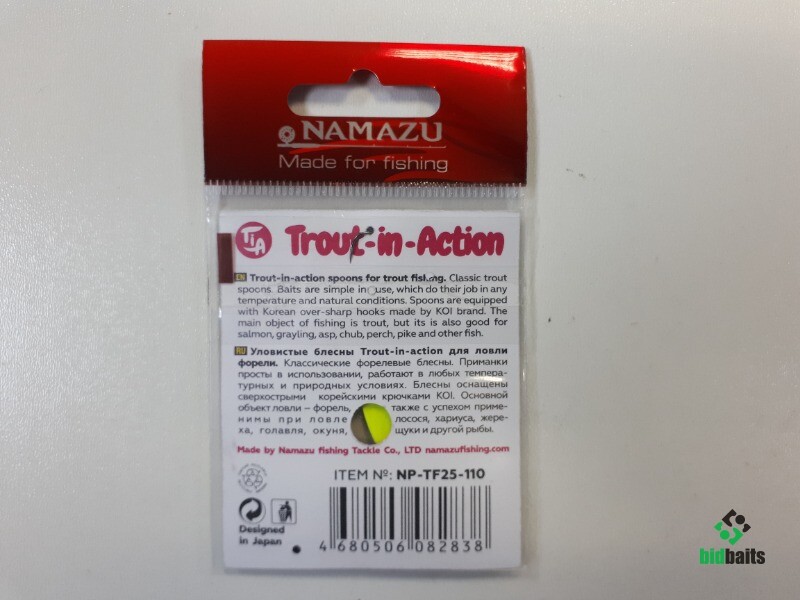 NAMAZU
Made for fishing
TiA Trout-in-Action
EN Trout-in-action spoons for trout fishing. Classic trout
spoons. Baits are simple in use, which do their job in any
temperature and natural conditions. Spoons are equipped
with Korean over-sharp hooks made by KOI brand. The
main object of fishing is trout, but its is also good for
salmon, grayling, asp, chub, perch, pike and other fish.
RU Уловистые блесны Trout-in-action для ловли
форели. Классические форелевые блесны. Приманки
просты в использовании, работают в любых темпера-
турных и природных условиях. Блесны оснащены
сверхострыми корейскими крючками KOI. Основной
объект ловли – форель, также с успехом приме-
нимы при ловле лосося, хариуса, жере-
ха, голавля, окуня, щуки и другой рыбы.
Made by Namazu fishing Tackle Co., LTD namazufishing.com
ITEM №: NP-TF25-110
Designed
in Japan
4 680506 082838
bidbaits